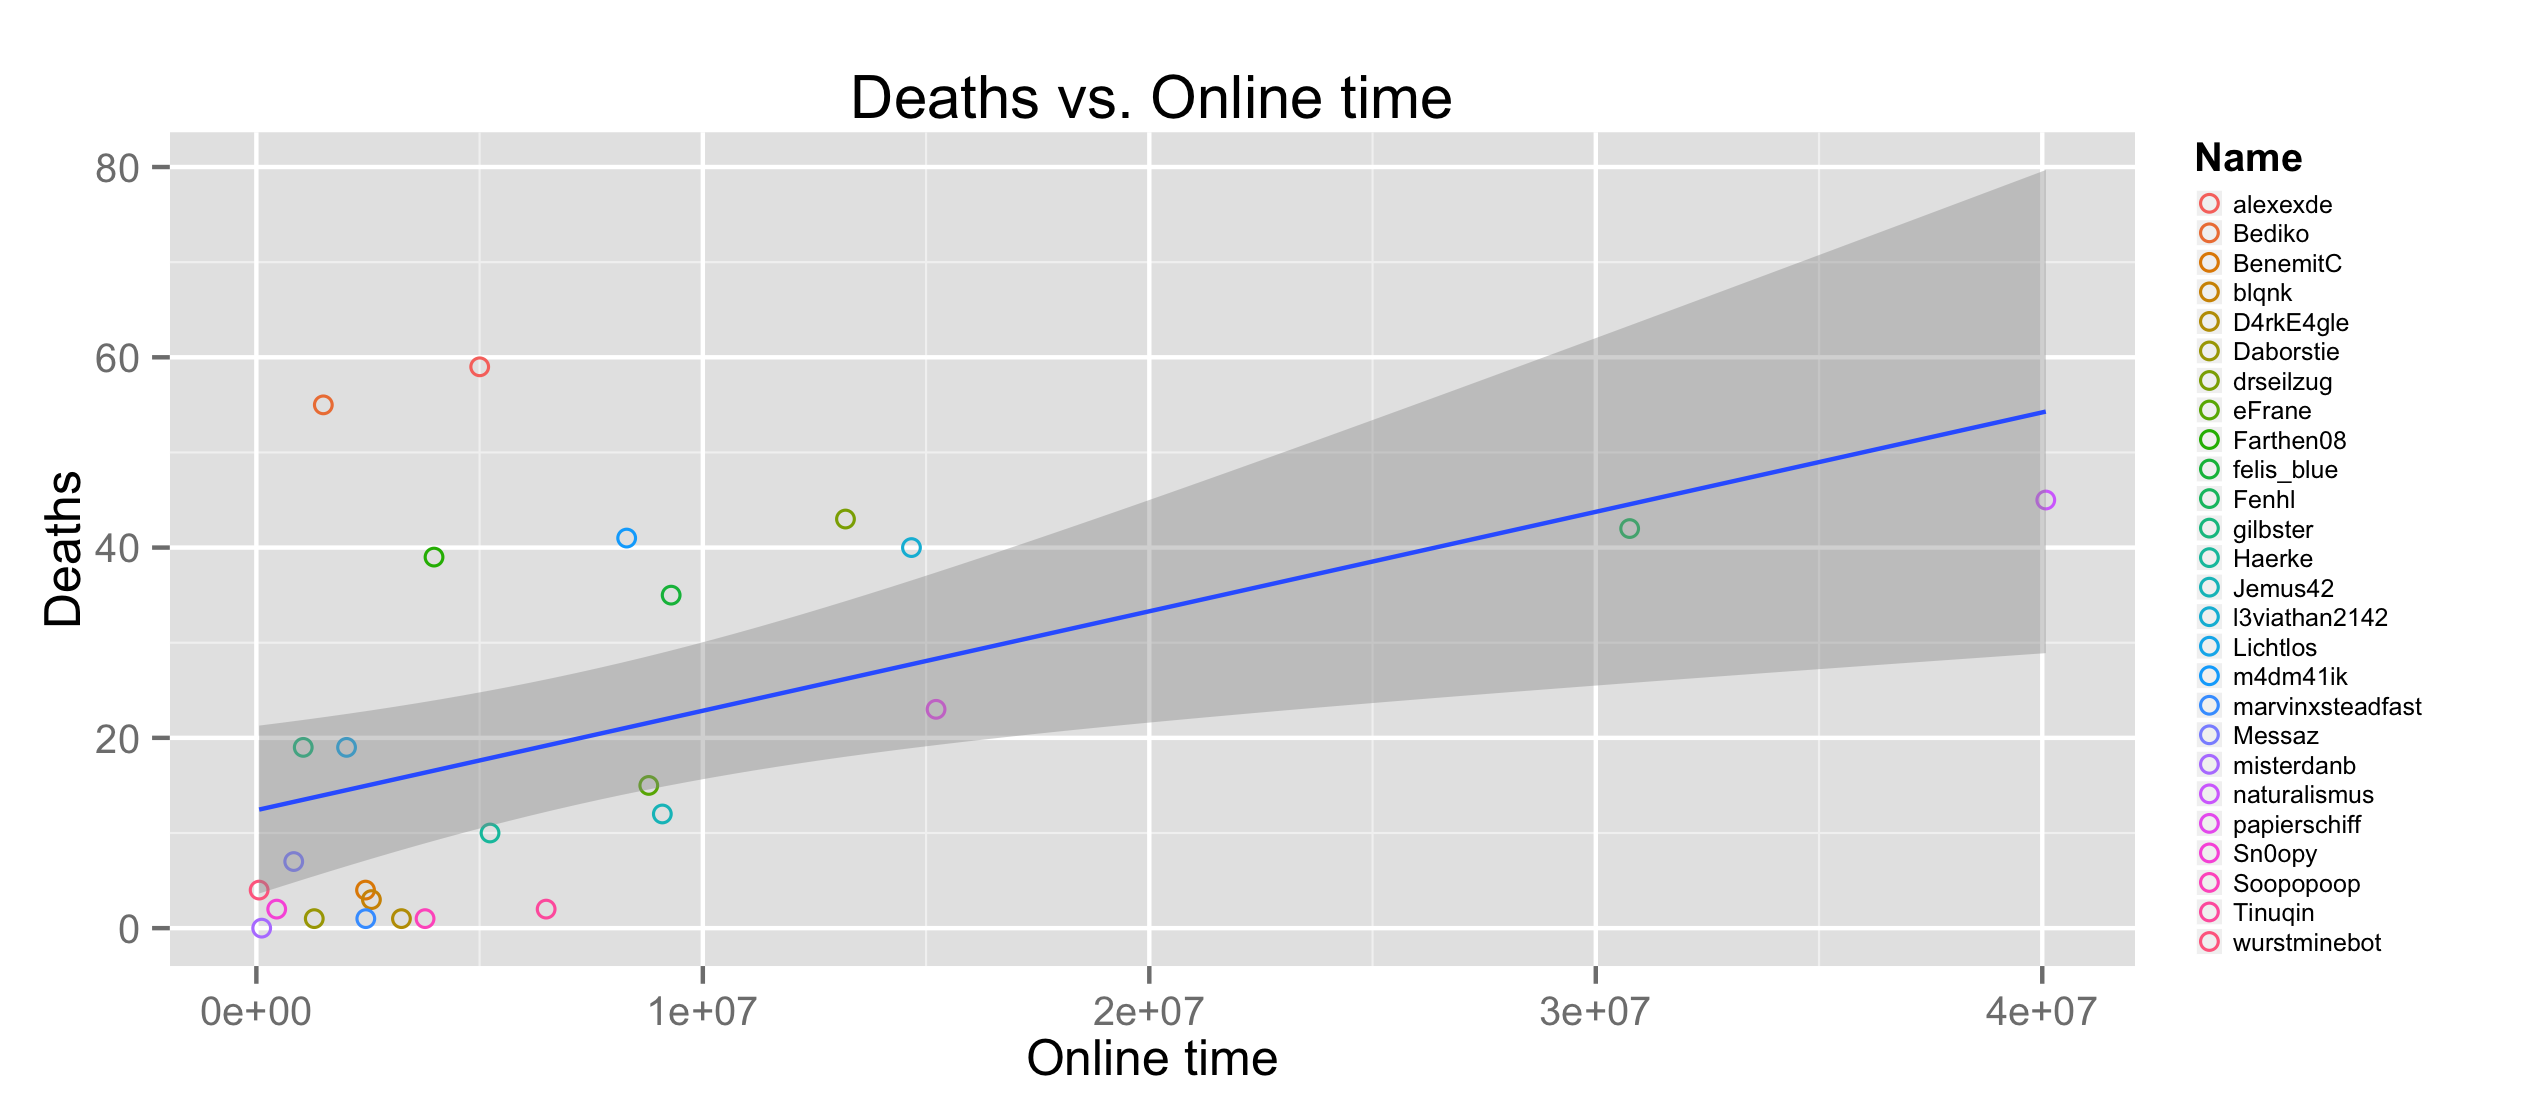 Deaths vs. Online time
80
60
40
20
0
Deaths
0e+00 1e+07 2e+07 3e+07 4e+07
Online time
Name
alexexde
Bediko
BenemitC
blqnk
D4rkE4gle
Daborstie
drseilzug
eFrane
Farthen08
felis_blue
Fenhl
gilbster
Haerke
Jemus42
l3viathan2142
Lichtlos
m4dm41ik
marvinxsteadfast
Messaz
misterdanb
naturalismus
papierschiff
Sn0opy
Soopopoop
Tinuqin
wurstminebot